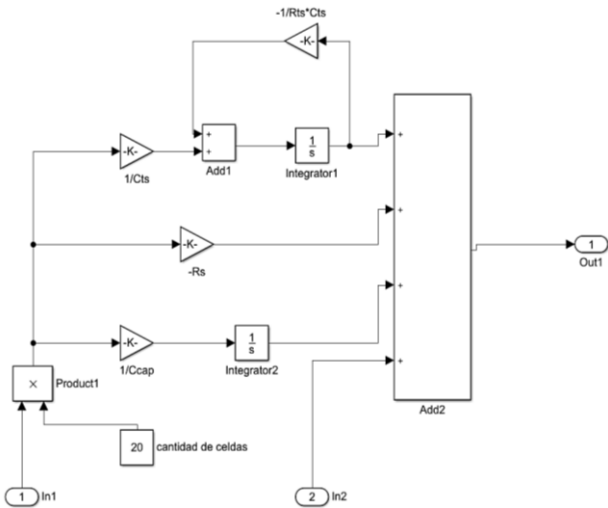 -1/Rts*Cts
-K-
+
+
Add1
1
s
Integrator1
-K-
1/Cts
-K-
-Rs
-K-
1/Ccap
1
s
Integrator2
+
+
+
+
Add2
1
Out1
×
Product1
20
cantidad de celdas
1
In1
2
In2